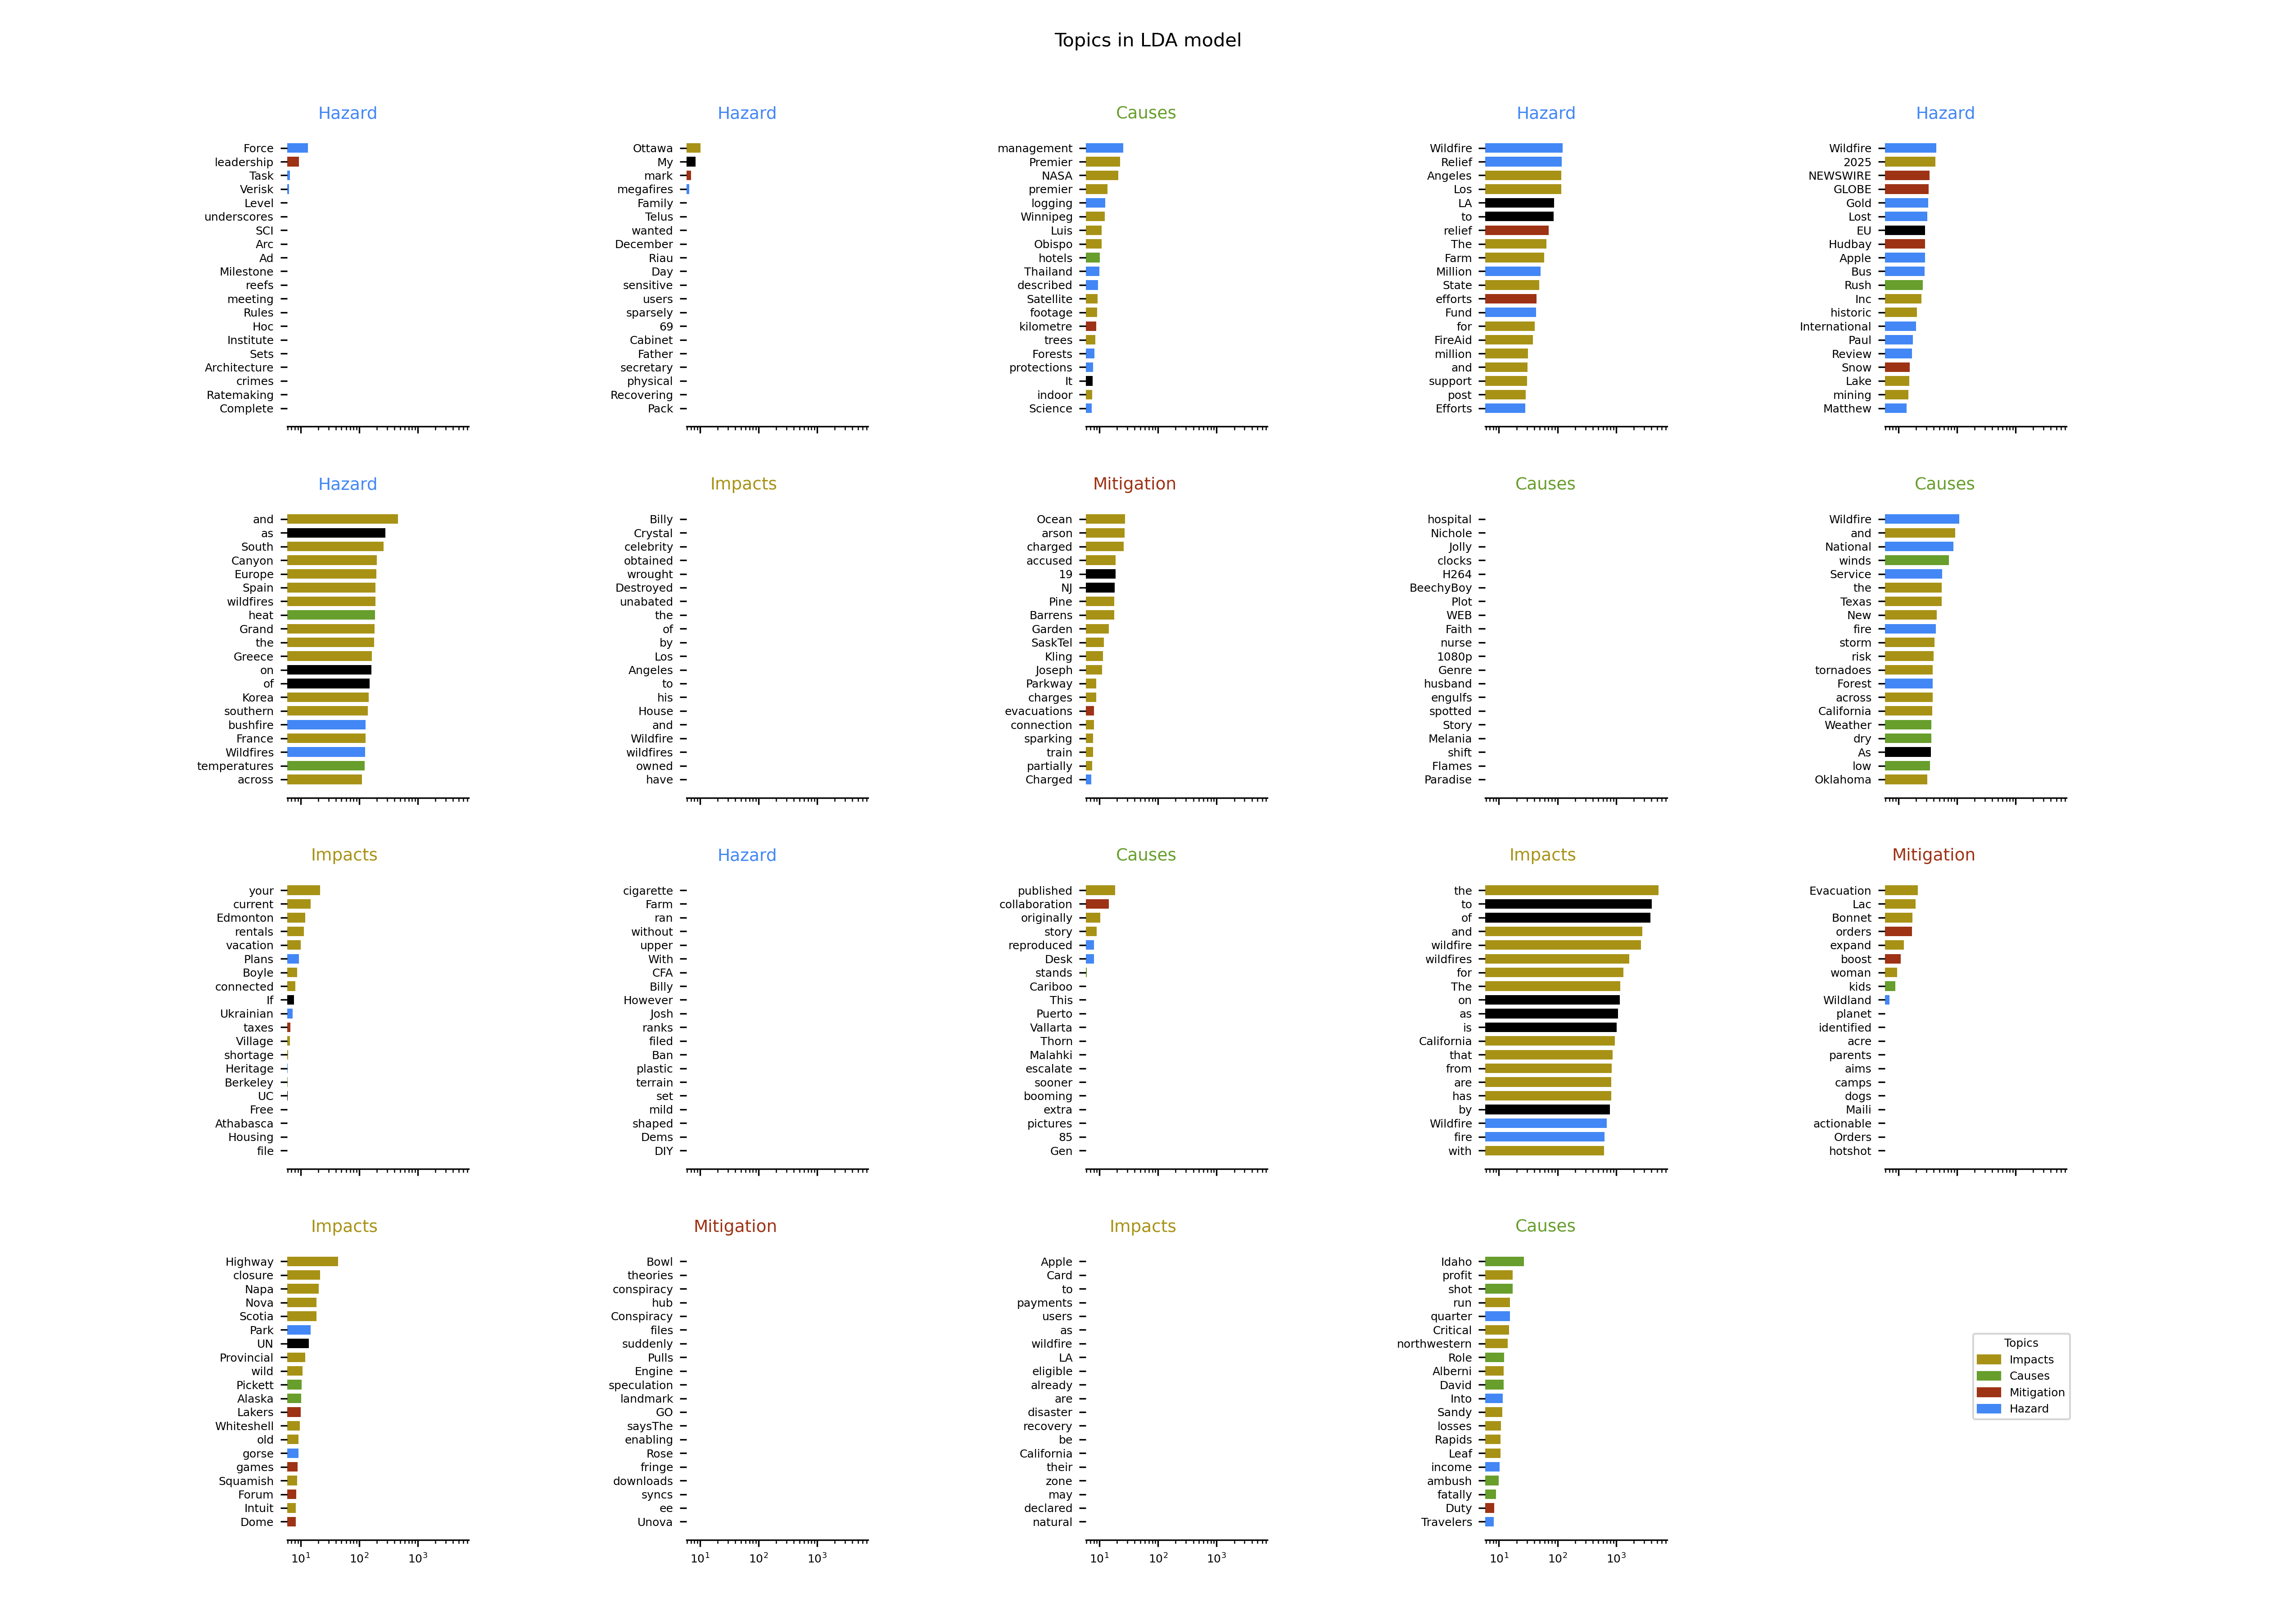 Topics in LDA model
Hazard
Force
leadership
Task
Verisk
Level
underscores
SCI
Arc
Ad
Milestone
reefs
meeting
Rules
Hoc
Institute
Sets
Architecture
crimes
Ratemaking
Complete
Hazard
Ottawa
My
mark
megafires
Family
Telus
wanted
December
Riau
Day
sensitive
users
sparsely
69
Cabinet
Father
secretary
physical
Recovering
Pack
Causes
management
Premier
NASA
premier
logging
Winnipeg
Luis
Obispo
hotels
Thailand
described
Satellite
footage
kilometre
trees
Forests
protections
It
indoor
Science
Hazard
Wildfire
Relief
Angeles
Los
LA
to
relief
The
Farm
Million
State
efforts
Fund
for
FireAid
million
and
support
post
Efforts
Hazard
Wildfire
2025
NEWSWIRE
GLOBE
Gold
Lost
EU
Hudbay
Apple
Bus
Rush
Inc
historic
International
Paul
Review
Snow
Lake
mining
Matthew
Hazard
and
as
South
Canyon
Europe
Spain
wildfires
heat
Grand
the
Greece
on
of
Korea
southern
bushfire
France
Wildfires
temperatures
across
Impacts
Billy
Crystal
celebrity
obtained
wrought
Destroyed
unabated
the
of
by
Los
Angeles
to
his
House
and
Wildfire
wildfires
owned
have
Mitigation
Ocean
arson
charged
accused
19
NJ
Pine
Barrens
Garden
SaskTel
Kling
Joseph
Parkway
charges
evacuations
connection
sparking
train
partially
Charged
Causes
hospital
Nichole
Jolly
clocks
H264
BeechyBoy
Plot
WEB
Faith
nurse
1080p
Genre
husband
engulfs
spotted
Story
Melania
shift
Flames
Paradise
Causes
Wildfire
and
National
winds
Service
the
Texas
New
fire
storm
risk
tornadoes
Forest
across
California
Weather
dry
As
low
Oklahoma
Impacts
your
current
Edmonton
rentals
vacation
Plans
Boyle
connected
If
Ukrainian
taxes
Village
shortage
Heritage
Berkeley
UC
Free
Athabasca
Housing
file
Hazard
cigarette
Farm
ran
without
upper
With
CFA
Billy
However
Josh
ranks
filed
Ban
plastic
terrain
set
mild
shaped
Dems
DIY
Causes
published
collaboration
originally
story
reproduced
Desk
stands
Cariboo
This
Puerto
Vallarta
Thorn
Malahki
escalate
sooner
booming
extra
pictures
85
Gen
Impacts
the
to
of
and
wildfire
wildfires
for
The
on
as
is
California
that
from
are
has
by
Wildfire
fire
with
Mitigation
Evacuation
Lac
Bonnet
orders
expand
boost
woman
kids
Wildland
planet
identified
acre
parents
aims
camps
dogs
Maili
actionable
Orders
hotshot
Impacts
Highway
closure
Napa
Nova
Scotia
Park
UN
Provincial
wild
Pickett
Alaska
Lakers
Whiteshell
old
gorse
games
Squamish
Forum
Intuit
Dome
10¹ 10² 10³
Mitigation
Bowl
theories
conspiracy
hub
Conspiracy
files
suddenly
Pulls
Engine
speculation
landmark
GO
saysThe
enabling
Rose
fringe
downloads
syncs
ee
Unova
10¹ 10² 10³
Impacts
Apple
Card
to
payments
users
as
wildfire
LA
eligible
already
are
disaster
recovery
be
California
their
zone
may
declared
natural
10¹ 10² 10³
Causes
Idaho
profit
shot
run
quarter
Critical
northwestern
Role
Alberni
David
Into
Sandy
losses
Rapids
Leaf
income
ambush
fatally
Duty
Travelers
10¹ 10² 10³
Topics
Impacts
Causes
Mitigation
Hazard